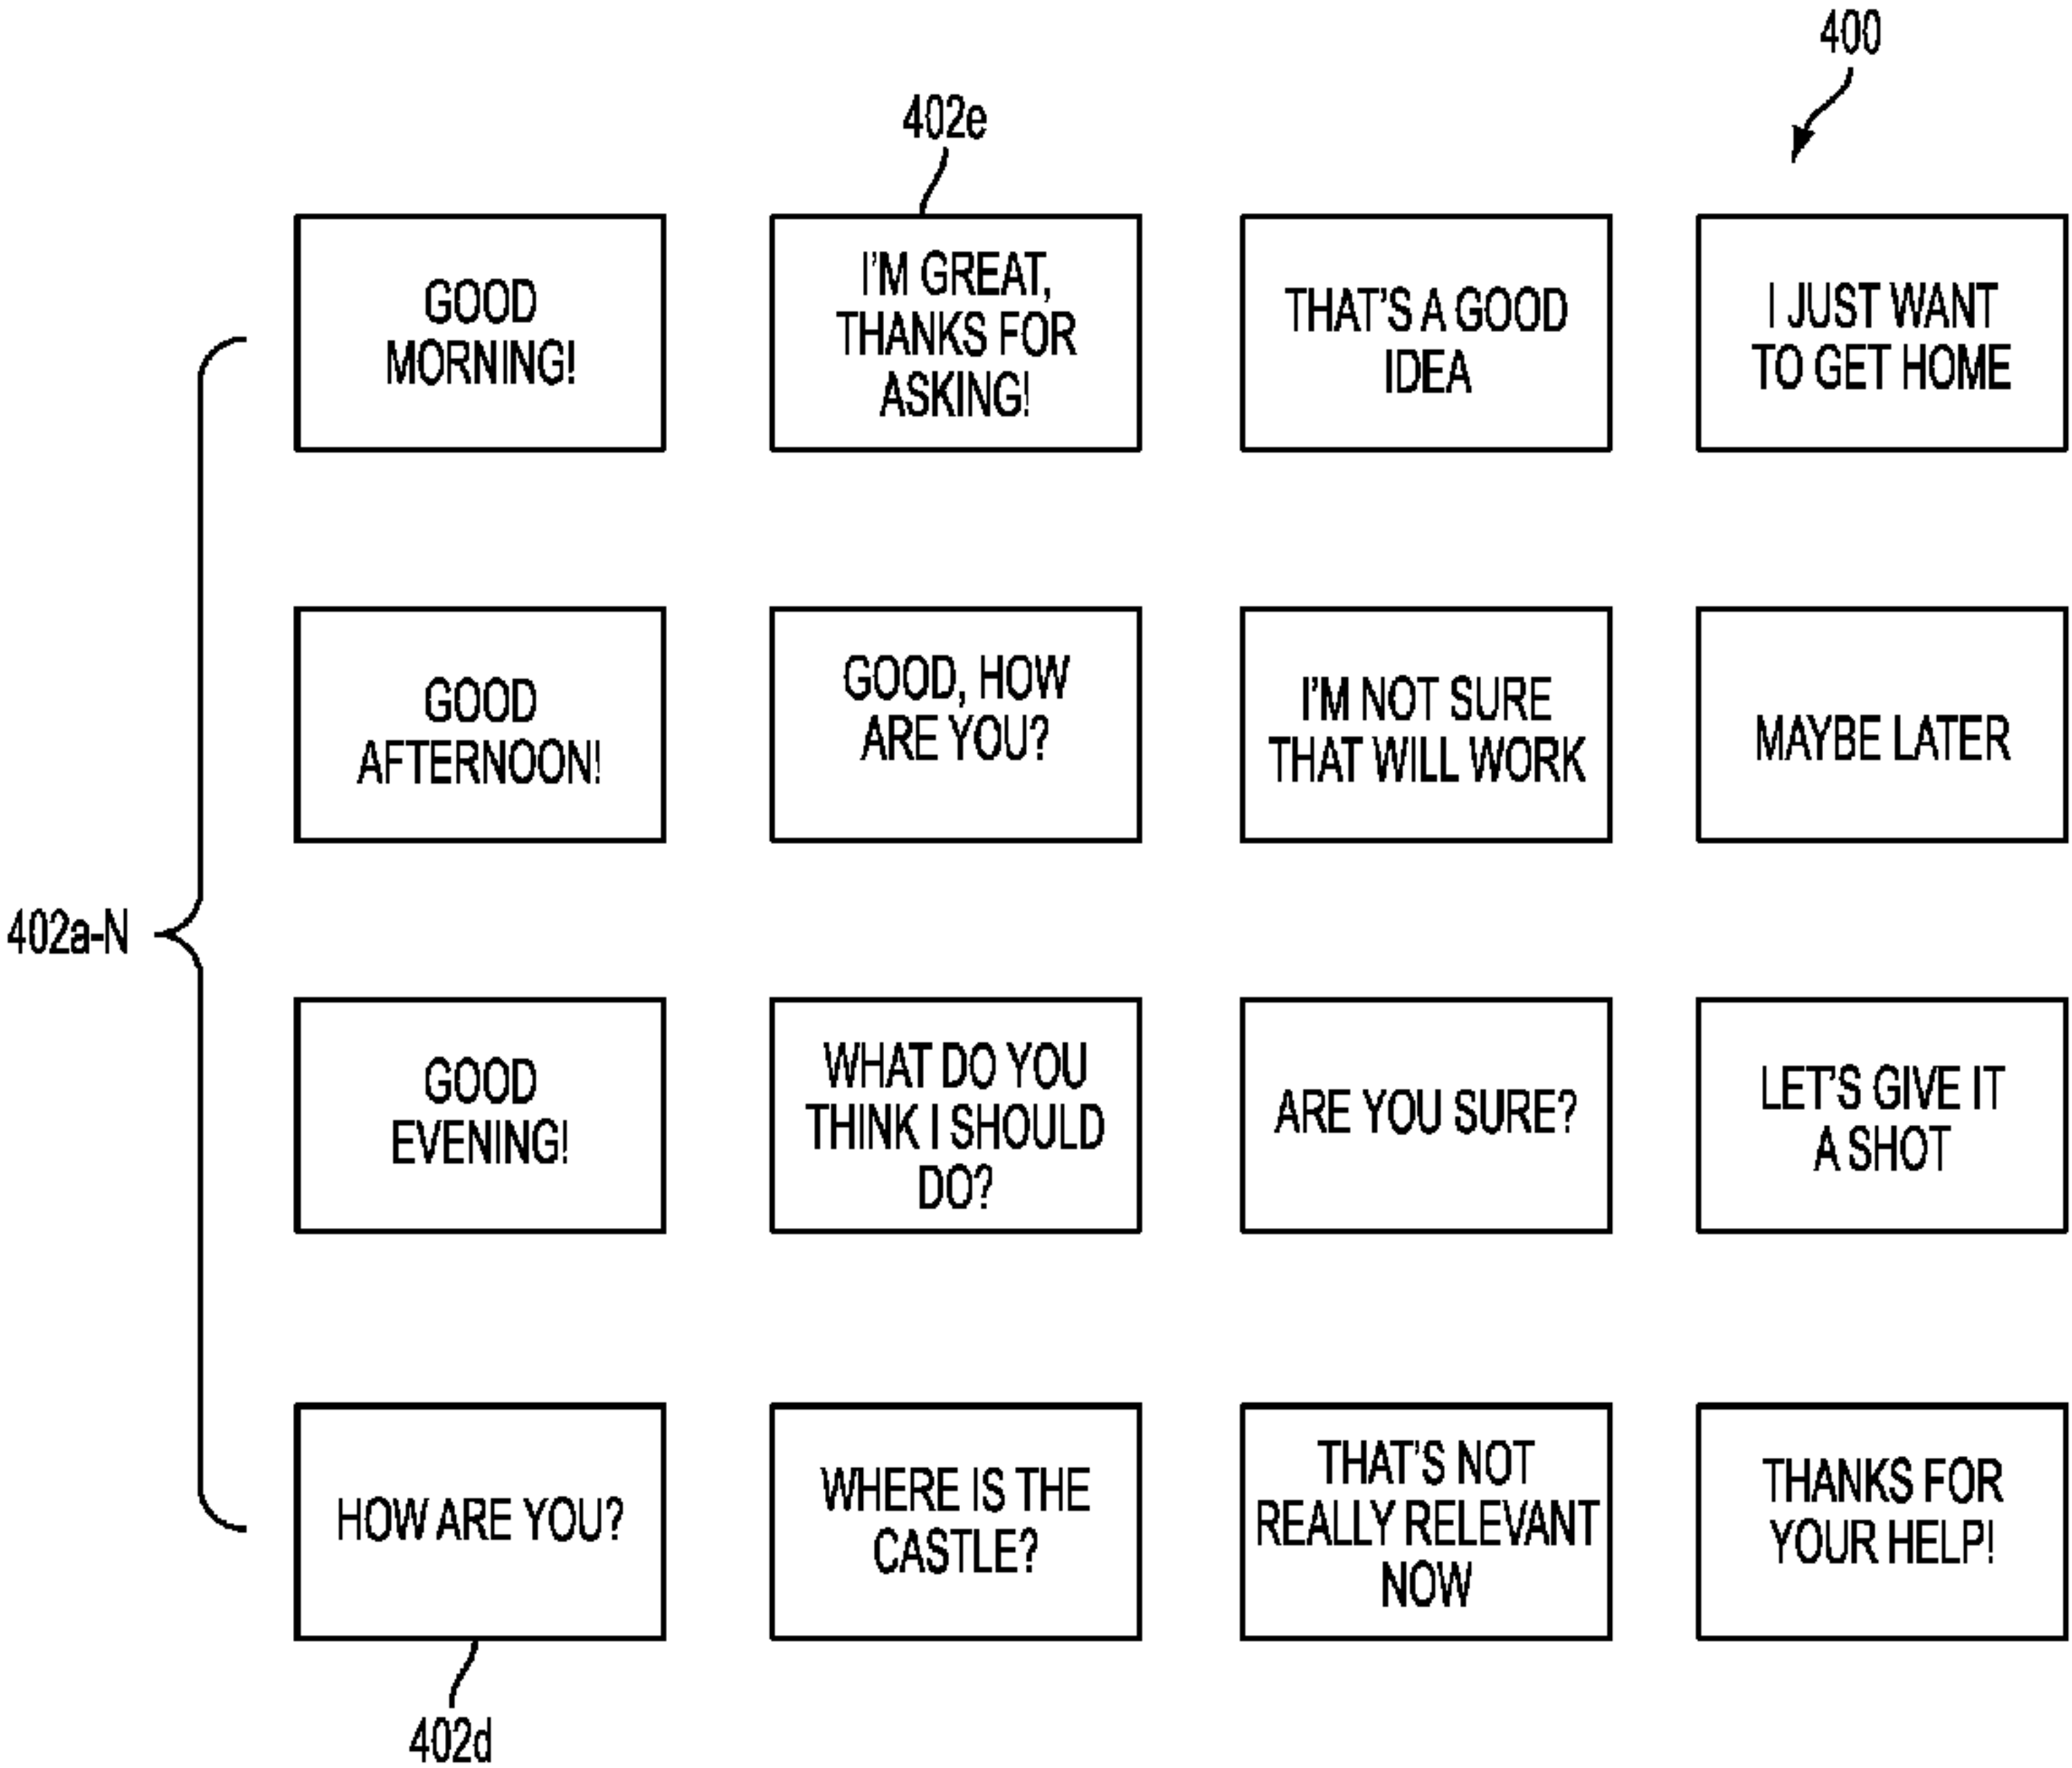 400
402e
GOOD
MORNING!
I'M GREAT,
THANKS FOR
ASKING!
THAT'S A GOOD
IDEA
I JUST WANT
TO GET HOME
GOOD
AFTERNOON!
GOOD, HOW
ARE YOU?
I'M NOT SURE
THAT WILL WORK
MAYBE LATER
402a-N
GOOD
EVENING!
WHAT DO YOU
THINK I SHOULD
DO?
ARE YOU SURE?
LET'S GIVE IT
A SHOT
HOW ARE YOU?
WHERE IS THE
CASTLE?
THAT'S NOT
REALLY RELEVANT
NOW
THANKS FOR
YOUR HELP!
402d